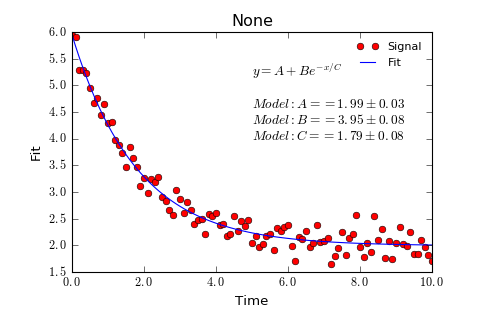 None
6.0
5.5
5.0
4.5
4.0
3.5
3.0
2.5
2.0
1.5
Fit
Signal
Fit
y = A + Be^{-x/C}
Model : A == 1.99 ± 0.03
Model : B == 3.95 ± 0.08
Model : C == 1.79 ± 0.08
0.0 2.0 4.0 6.0 8.0 10.0
Time